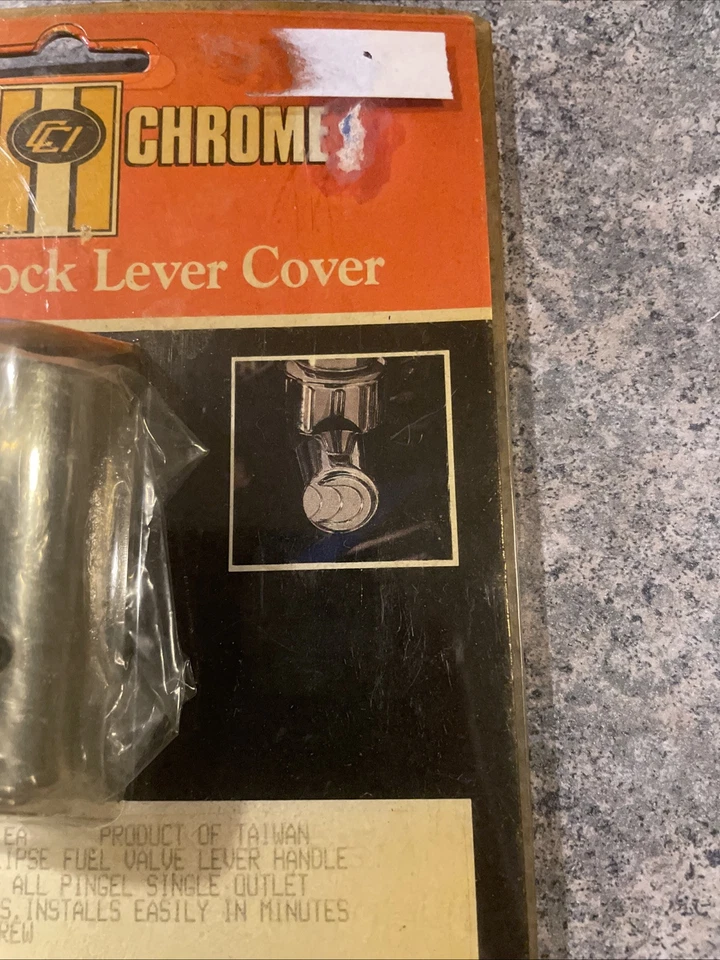 CCI
CHROME
ock Lever Cover
EA PRODUCT OF TAIWAN
IPSE FUEL VALVE LEVER HANDLE
ALL PINGEL SINGLE OUTLET
S, INSTALLS EASILY IN MINUTES
REW